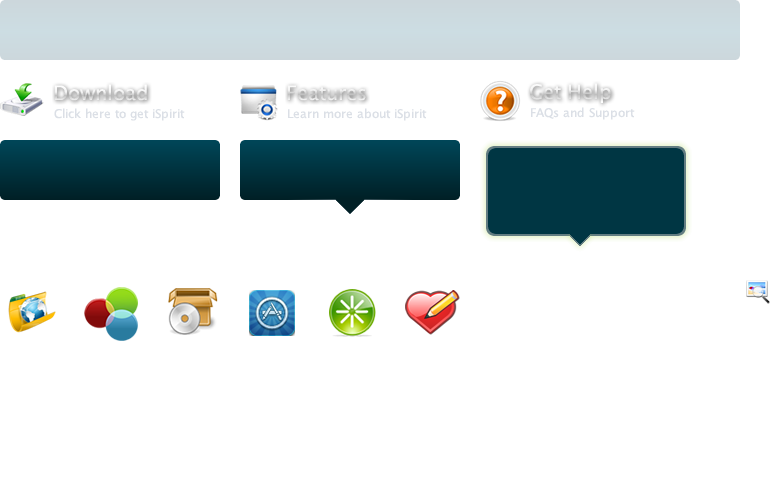 Download
Click here to get iSpirit
Features
Learn more about iSpirit
Get Help
FAQs and Support